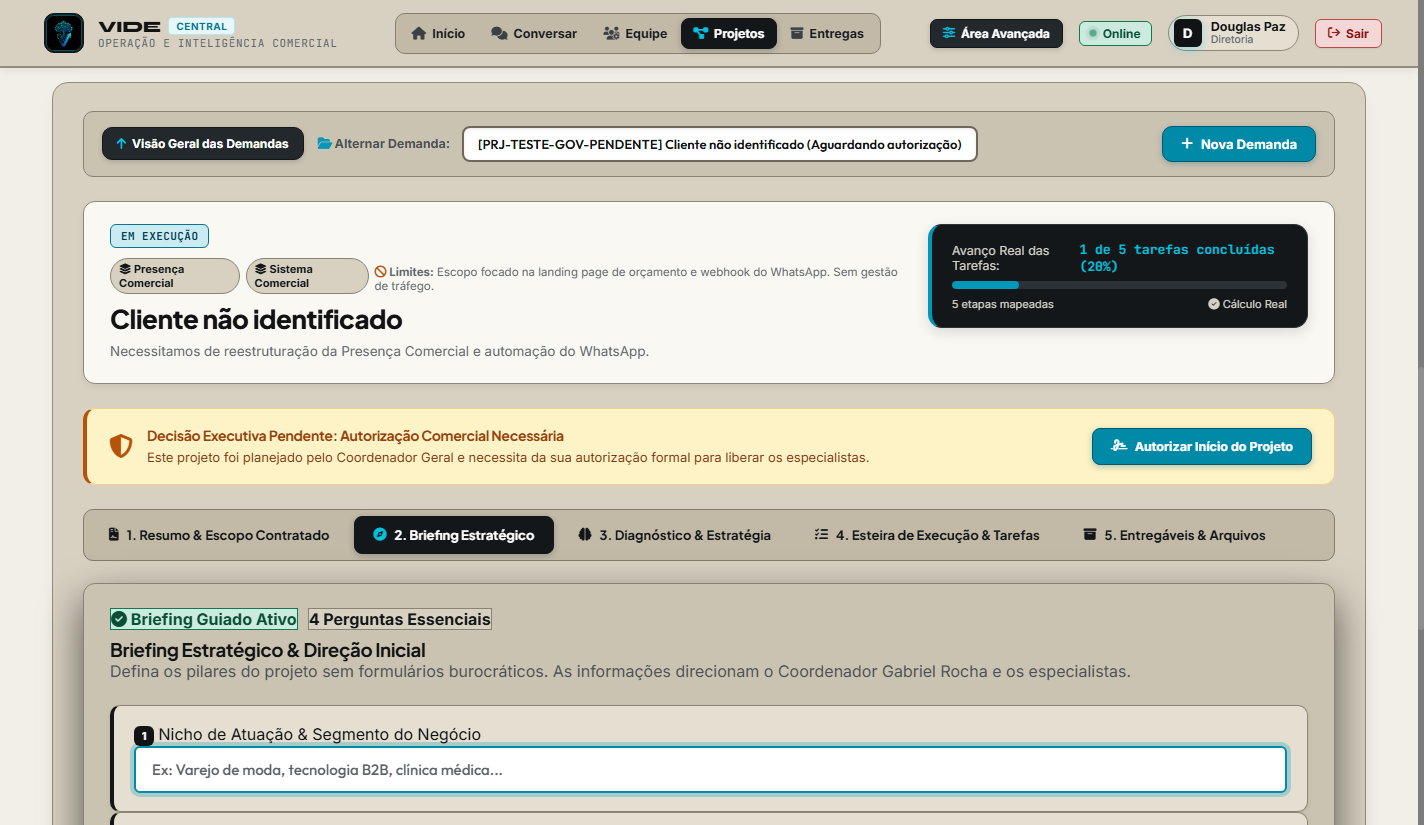 VIDE CENTRAL
OPERAÇÃO E INTELIGÊNCIA COMERCIAL
Início
Conversar
Equipe
Projetos
Entregas
Área Avançada
Online
D
Douglas Paz
Diretoria
Sair
Visão Geral das Demandas
Alternar Demanda:
[PRJ-TESTE-GOV-PENDENTE] Cliente não identificado (Aguardando autorização)
+ Nova Demanda
EM EXECUÇÃO
Presença
Comercial
Sistema
Comercial
Limites: Escopo focado na landing page de orçamento e webhook do WhatsApp. Sem gestão
de tráfego.
Cliente não identificado
Necessitamos de reestruturação da Presença Comercial e automação do WhatsApp.
Avanço Real das
Tarefas:
1 de 5 tarefas concluídas
(20%)
5 etapas mapeadas
Cálculo Real
Decisão Executiva Pendente: Autorização Comercial Necessária
Este projeto foi planejado pelo Coordenador Geral e necessita da sua autorização formal para liberar os especialistas.
Autorizar Início do Projeto
1. Resumo & Escopo Contratado
2. Briefing Estratégico
3. Diagnóstico & Estratégia
4. Esteira de Execução & Tarefas
5. Entregáveis & Arquivos
Briefing Guiado Ativo
4 Perguntas Essenciais
Briefing Estratégico & Direção Inicial
Defina os pilares do projeto sem formulários burocráticos. As informações direcionam o Coordenador Gabriel Rocha e os especialistas.
1 Nicho de Atuação & Segmento do Negócio
Ex: Varejo de moda, tecnologia B2B, clínica médica...